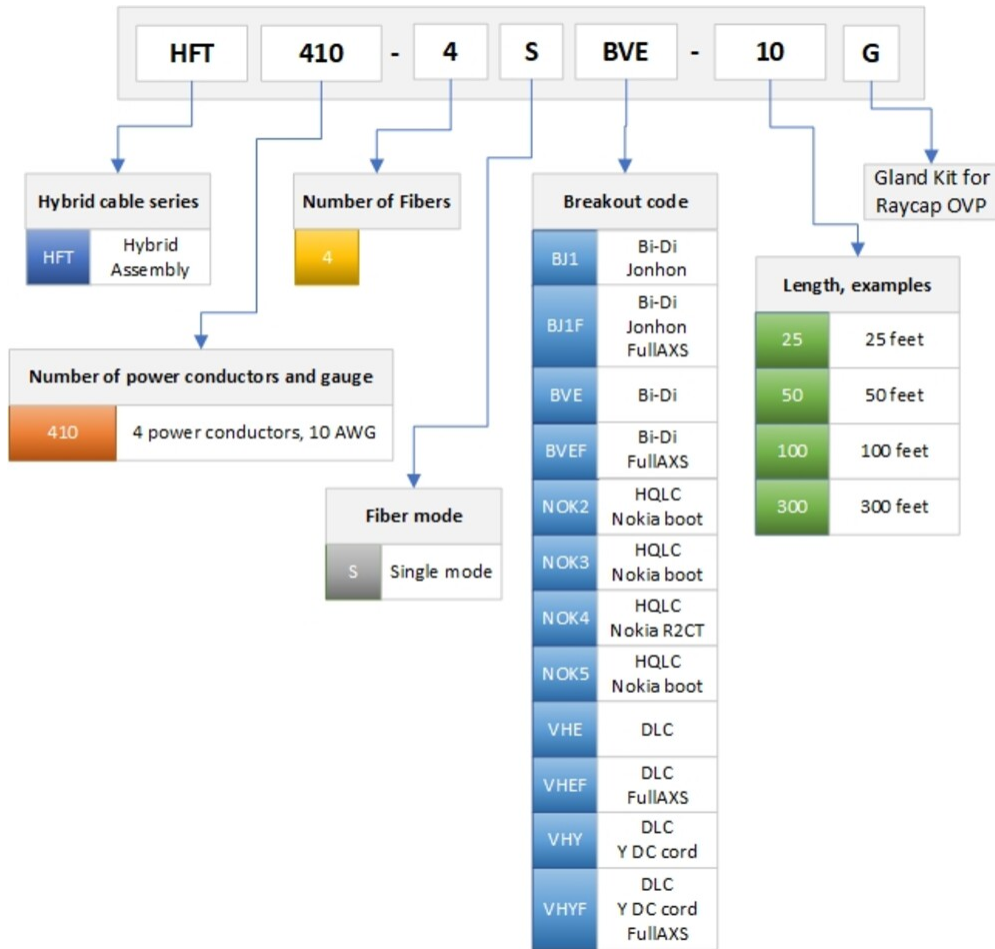 HFT 410 - 4 S BVE - 10 G
Gland Kit for
Raycap OVP
Hybrid cable series
HFT Hybrid
Assembly
Number of Fibers
4
Breakout code
BJ1 Bi-Di
Jonhon
BJ1F Bi-Di
Jonhon
FullAXS
BVE Bi-Di
BVEF Bi-Di
FullAXS
NOK2 HQLC
Nokia boot
NOK3 HQLC
Nokia boot
NOK4 HQLC
Nokia R2CT
NOK5 HQLC
Nokia boot
VHE DLC
VHEF DLC
FullAXS
VHY DLC
Y DC cord
VHYF DLC
Y DC cord
FullAXS
Length, examples
25 25 feet
50 50 feet
100 100 feet
300 300 feet
Number of power conductors and gauge
410 4 power conductors, 10 AWG
Fiber mode
S Single mode